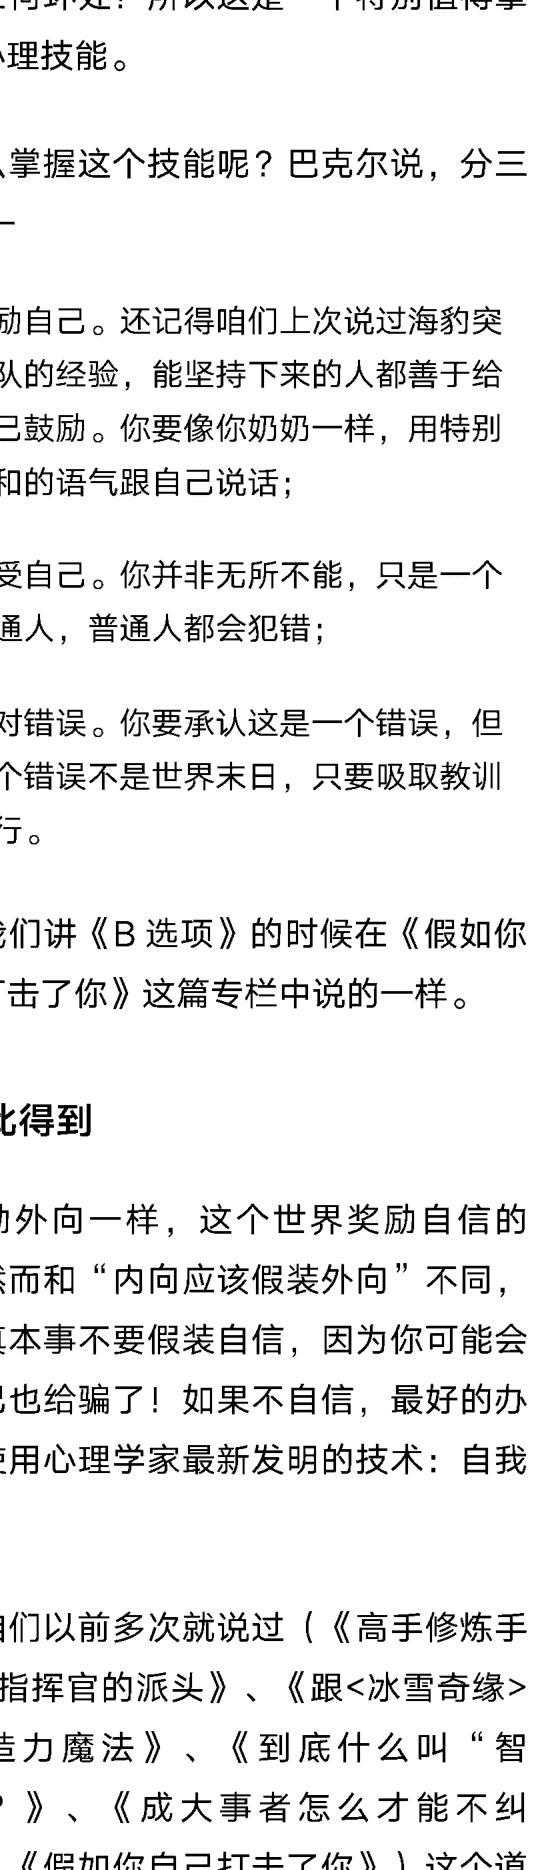 心理技能。
掌握这个技能呢？巴克尔说，分三
—
励自己。还记得咱们上次说过海豹突
队的经验，能坚持下来的人都善于给
己鼓励。你要像你奶奶一样，用特别
和的语气跟自己说话；
受自己。你并非无所不能，只是一个
通人，普通人都会犯错；
对错误。你要承认这是一个错误，但
个错误不是世界末日，只要吸取教训
行。
我们讲《B 选项》的时候在《假如你
打击了你》这篇专栏中说的一样。
此得到
励外向一样，这个世界奖励自信的
然而和“内向应该假装外向”不同，
真本事不要假装自信，因为你可能会
己也给骗了！如果不自信，最好的办
使用心理学家最新发明的技术：自我
咱们以前多次就说过（《高手修炼手
指挥官的派头》、《跟<冰雪奇缘>
造力魔法》、《到底什么叫“智
？》、《成大事者怎么才能不纠
《假如你自己打击了你》）这个道